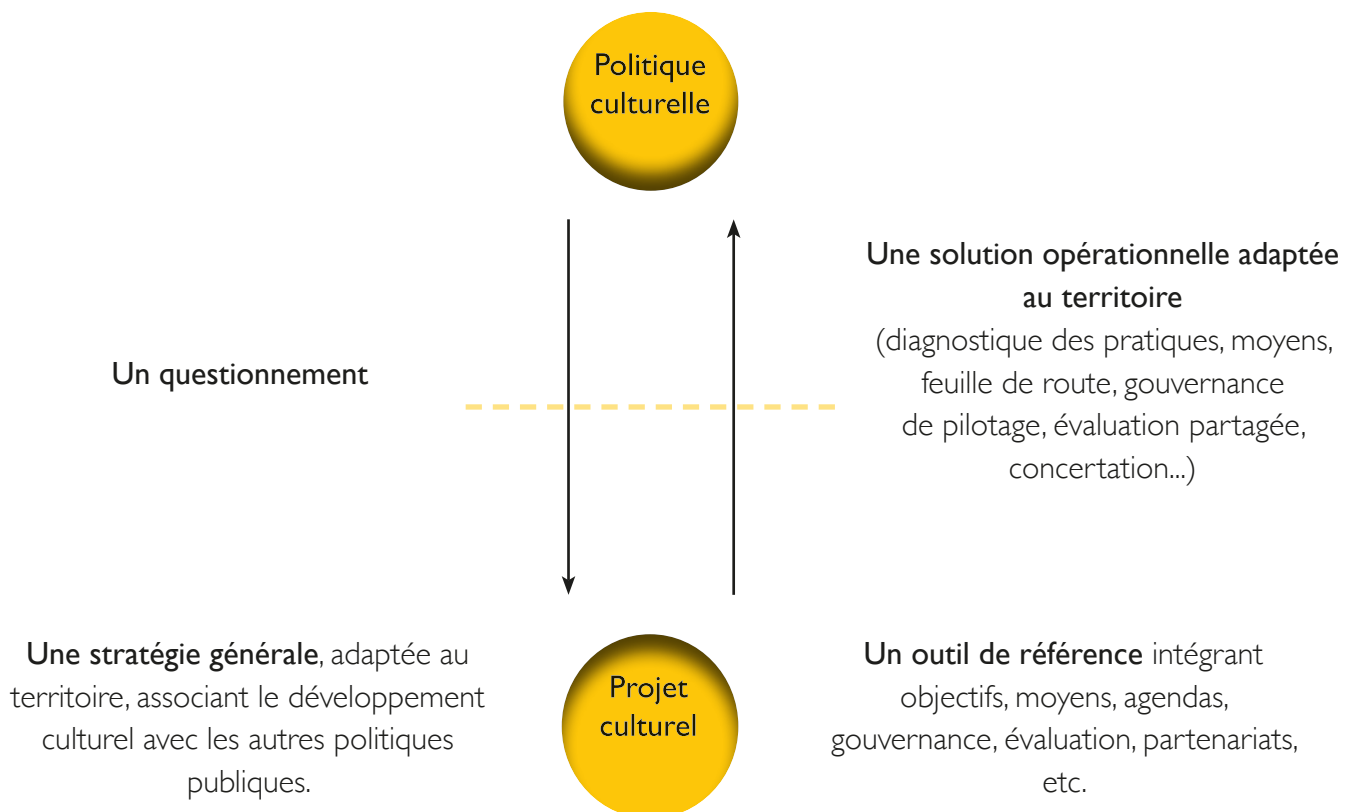 Politique
culturelle
Un questionnement
Une solution opérationnelle adaptée
au territoire
(diagnostique des pratiques, moyens,
feuille de route, gouvernance
de pilotage, évaluation partagée,
concertation...)
Une stratégie générale, adaptée au
territoire, associant le développement
culturel avec les autres politiques
publiques.
Projet
culturel
Un outil de référence intégrant
objectifs, moyens, agendas,
gouvernance, évaluation, partenariats,
etc.